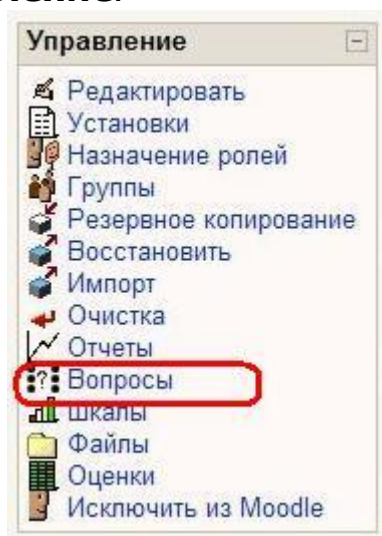 Управление
Редактировать
Установки
Назначение ролей
Группы
Резервное копирование
Восстановить
Импорт
Очистка
Отчеты
Вопросы
Шкалы
Файлы
Оценки
Исключить из Moodle